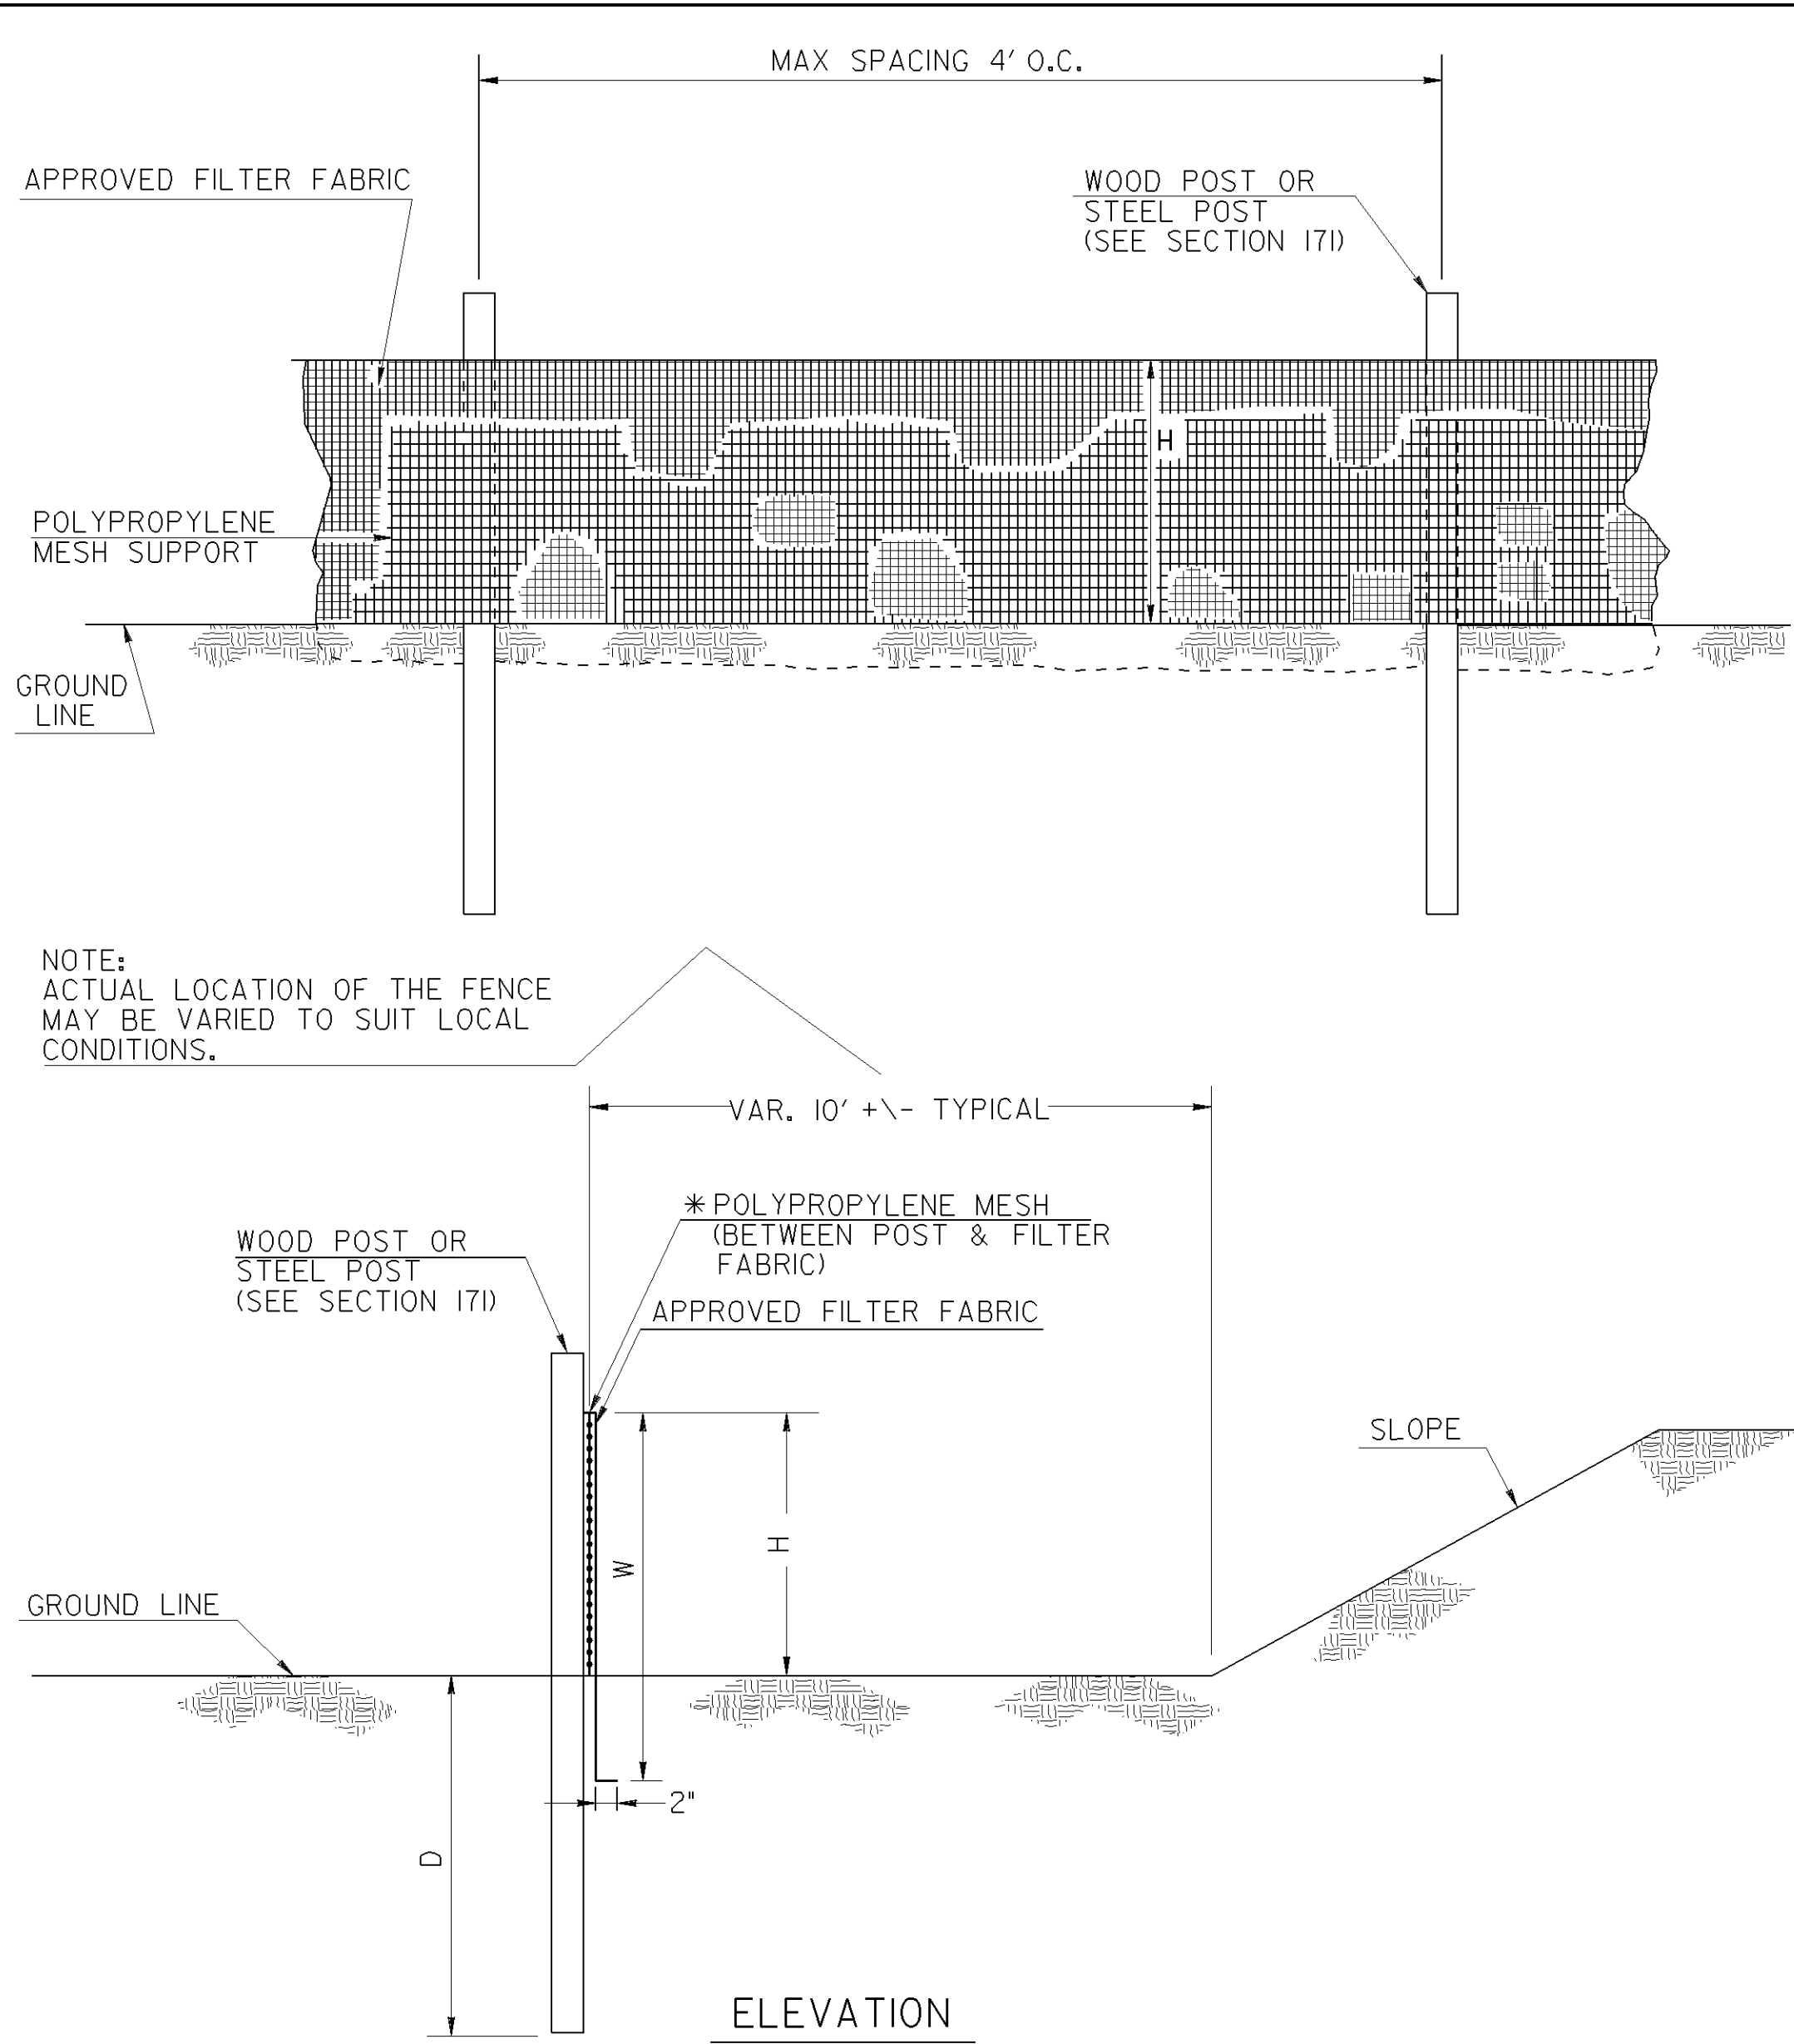 MAX SPACING 4' O.C.
APPROVED FILTER FABRIC
WOOD POST OR
STEEL POST
(SEE SECTION 171)
H
POLYPROPYLENE
MESH SUPPORT
GROUND
LINE
NOTE:
ACTUAL LOCATION OF THE FENCE
MAY BE VARIED TO SUIT LOCAL
CONDITIONS.
VAR. 10' +\- TYPICAL
* POLYPROPYLENE MESH
(BETWEEN POST & FILTER
FABRIC)
WOOD POST OR
STEEL POST
(SEE SECTION 171)
APPROVED FILTER FABRIC
SLOPE
H
W
GROUND LINE
2"
D
ELEVATION